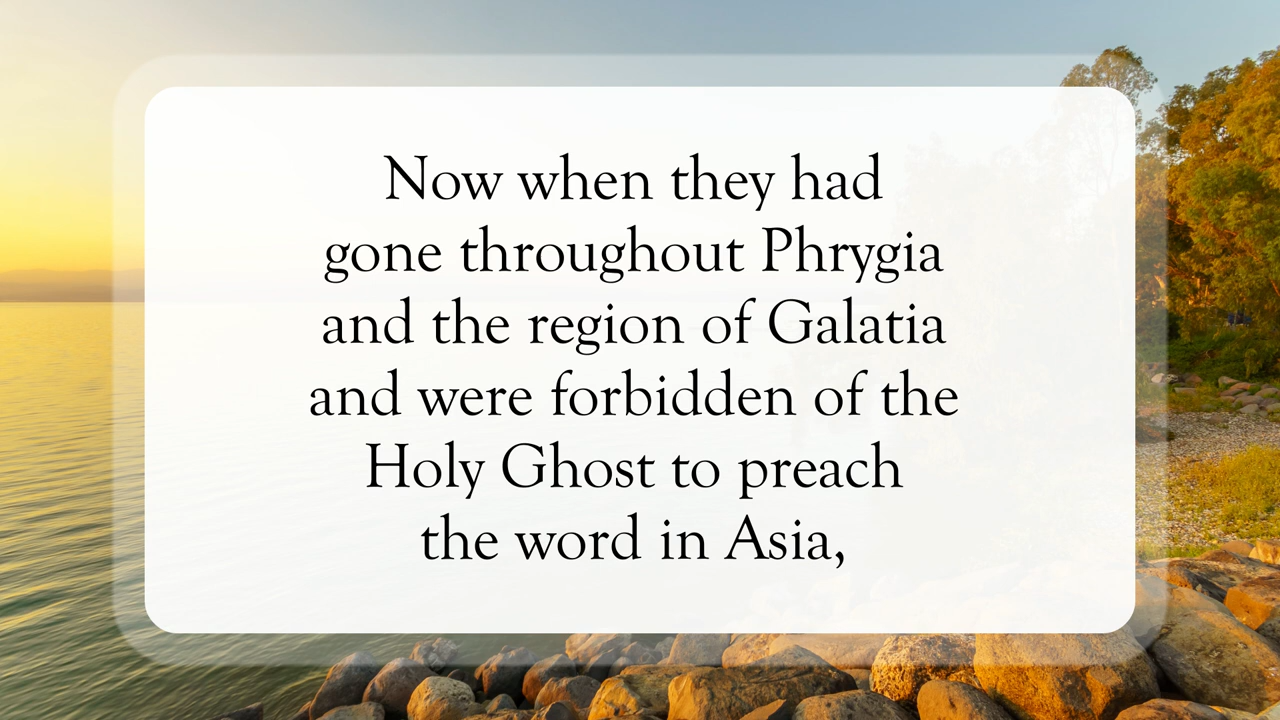 Now when they had
gone throughout Phrygia
and the region of Galatia
and were forbidden of the
Holy Ghost to preach
the word in Asia,